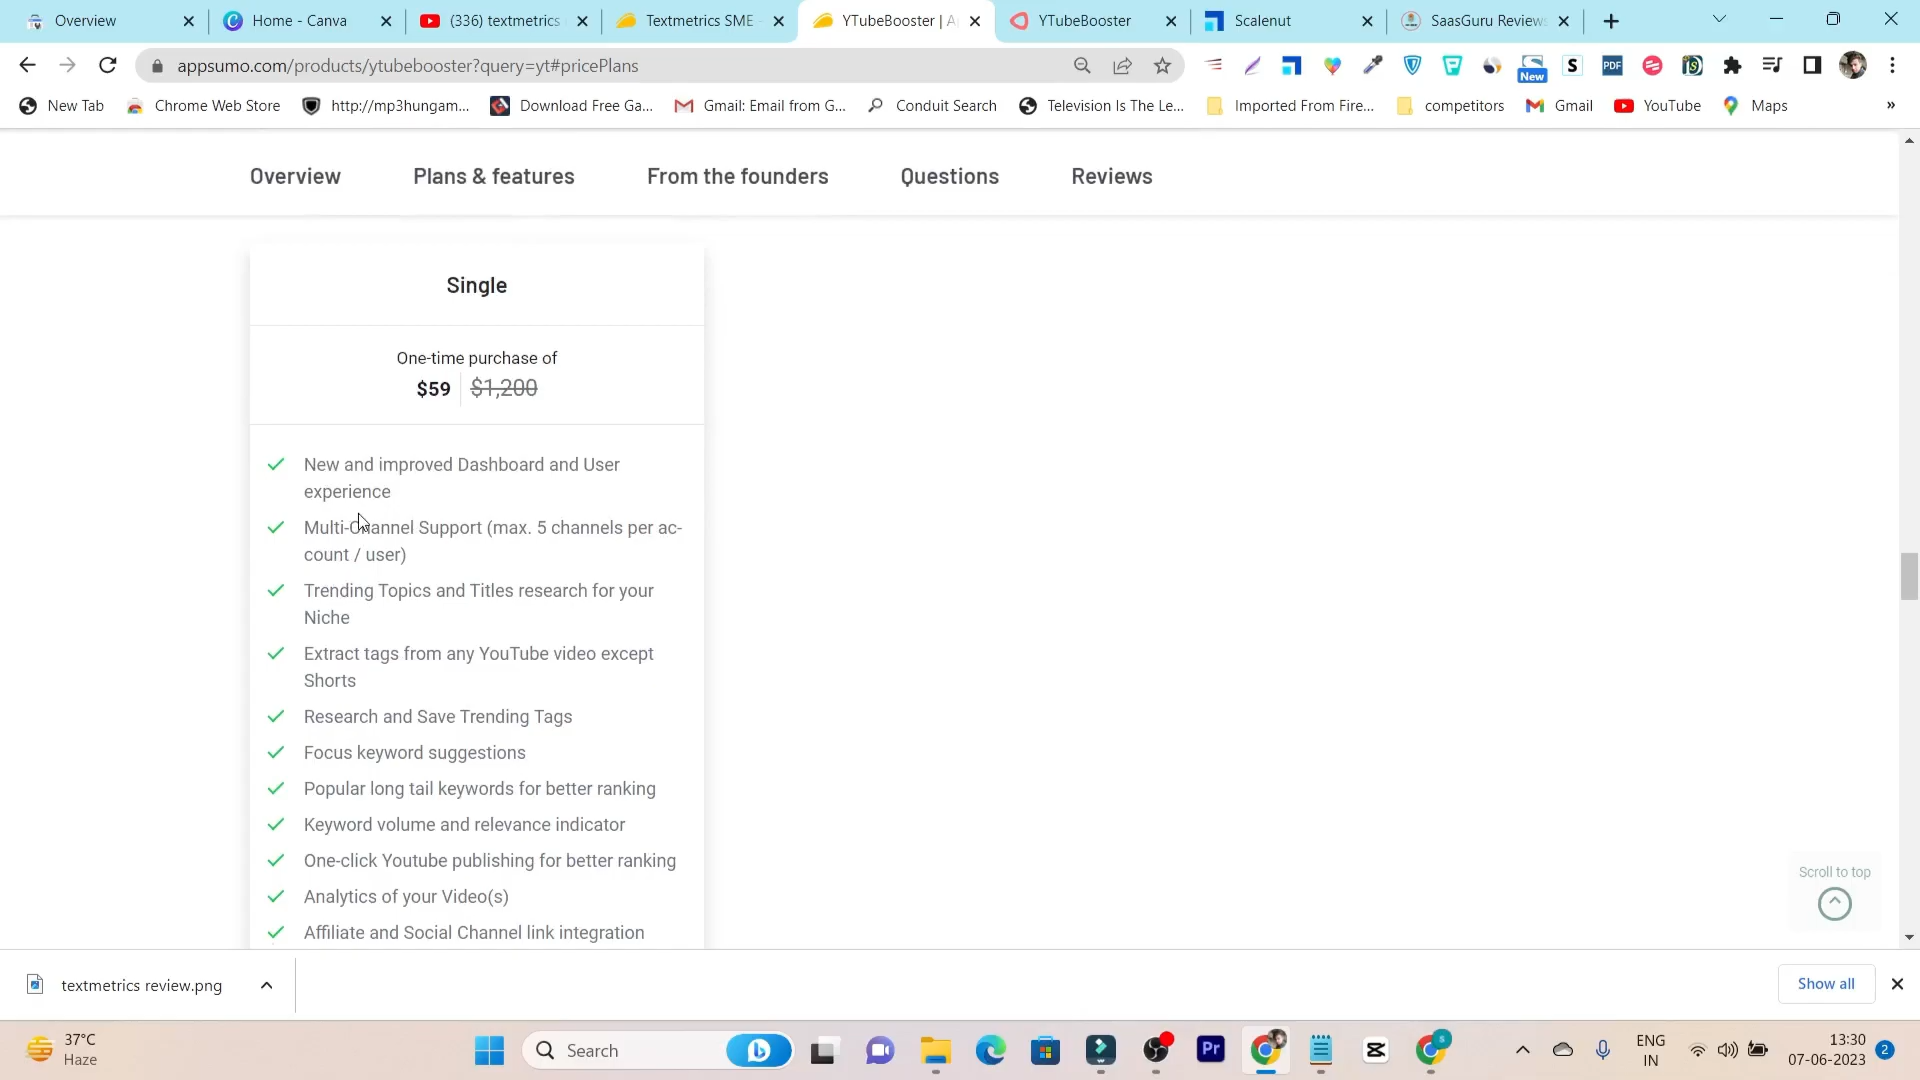 Overview
Home - Canva
(336) textmetrics
Textmetrics SME -
YTubeBooster | A
YTubeBooster
Scalenut
SaasGuru Reviews
appsumo.com/products/ytubebooster?query=yt#pricePlans
New
S
PDF
New Tab
Chrome Web Store
http://mp3hungam...
Download Free Ga...
Gmail: Email from G...
Conduit Search
Television Is The Le...
Imported From Fire...
competitors
Gmail
YouTube
Maps
»
Overview
Plans & features
From the founders
Questions
Reviews
Single
One-time purchase of
$59 $1,200
New and improved Dashboard and User
experience
Multi-Channel Support (max. 5 channels per ac-
count / user)
Trending Topics and Titles research for your
Niche
Extract tags from any YouTube video except
Shorts
Research and Save Trending Tags
Focus keyword suggestions
Popular long tail keywords for better ranking
Keyword volume and relevance indicator
One-click Youtube publishing for better ranking
Analytics of your Video(s)
Affiliate and Social Channel link integration
Scroll to top
textmetrics review.png
Show all
37°C
Haze
Search
Pr
ENG
IN
13:30
07-06-2023
2